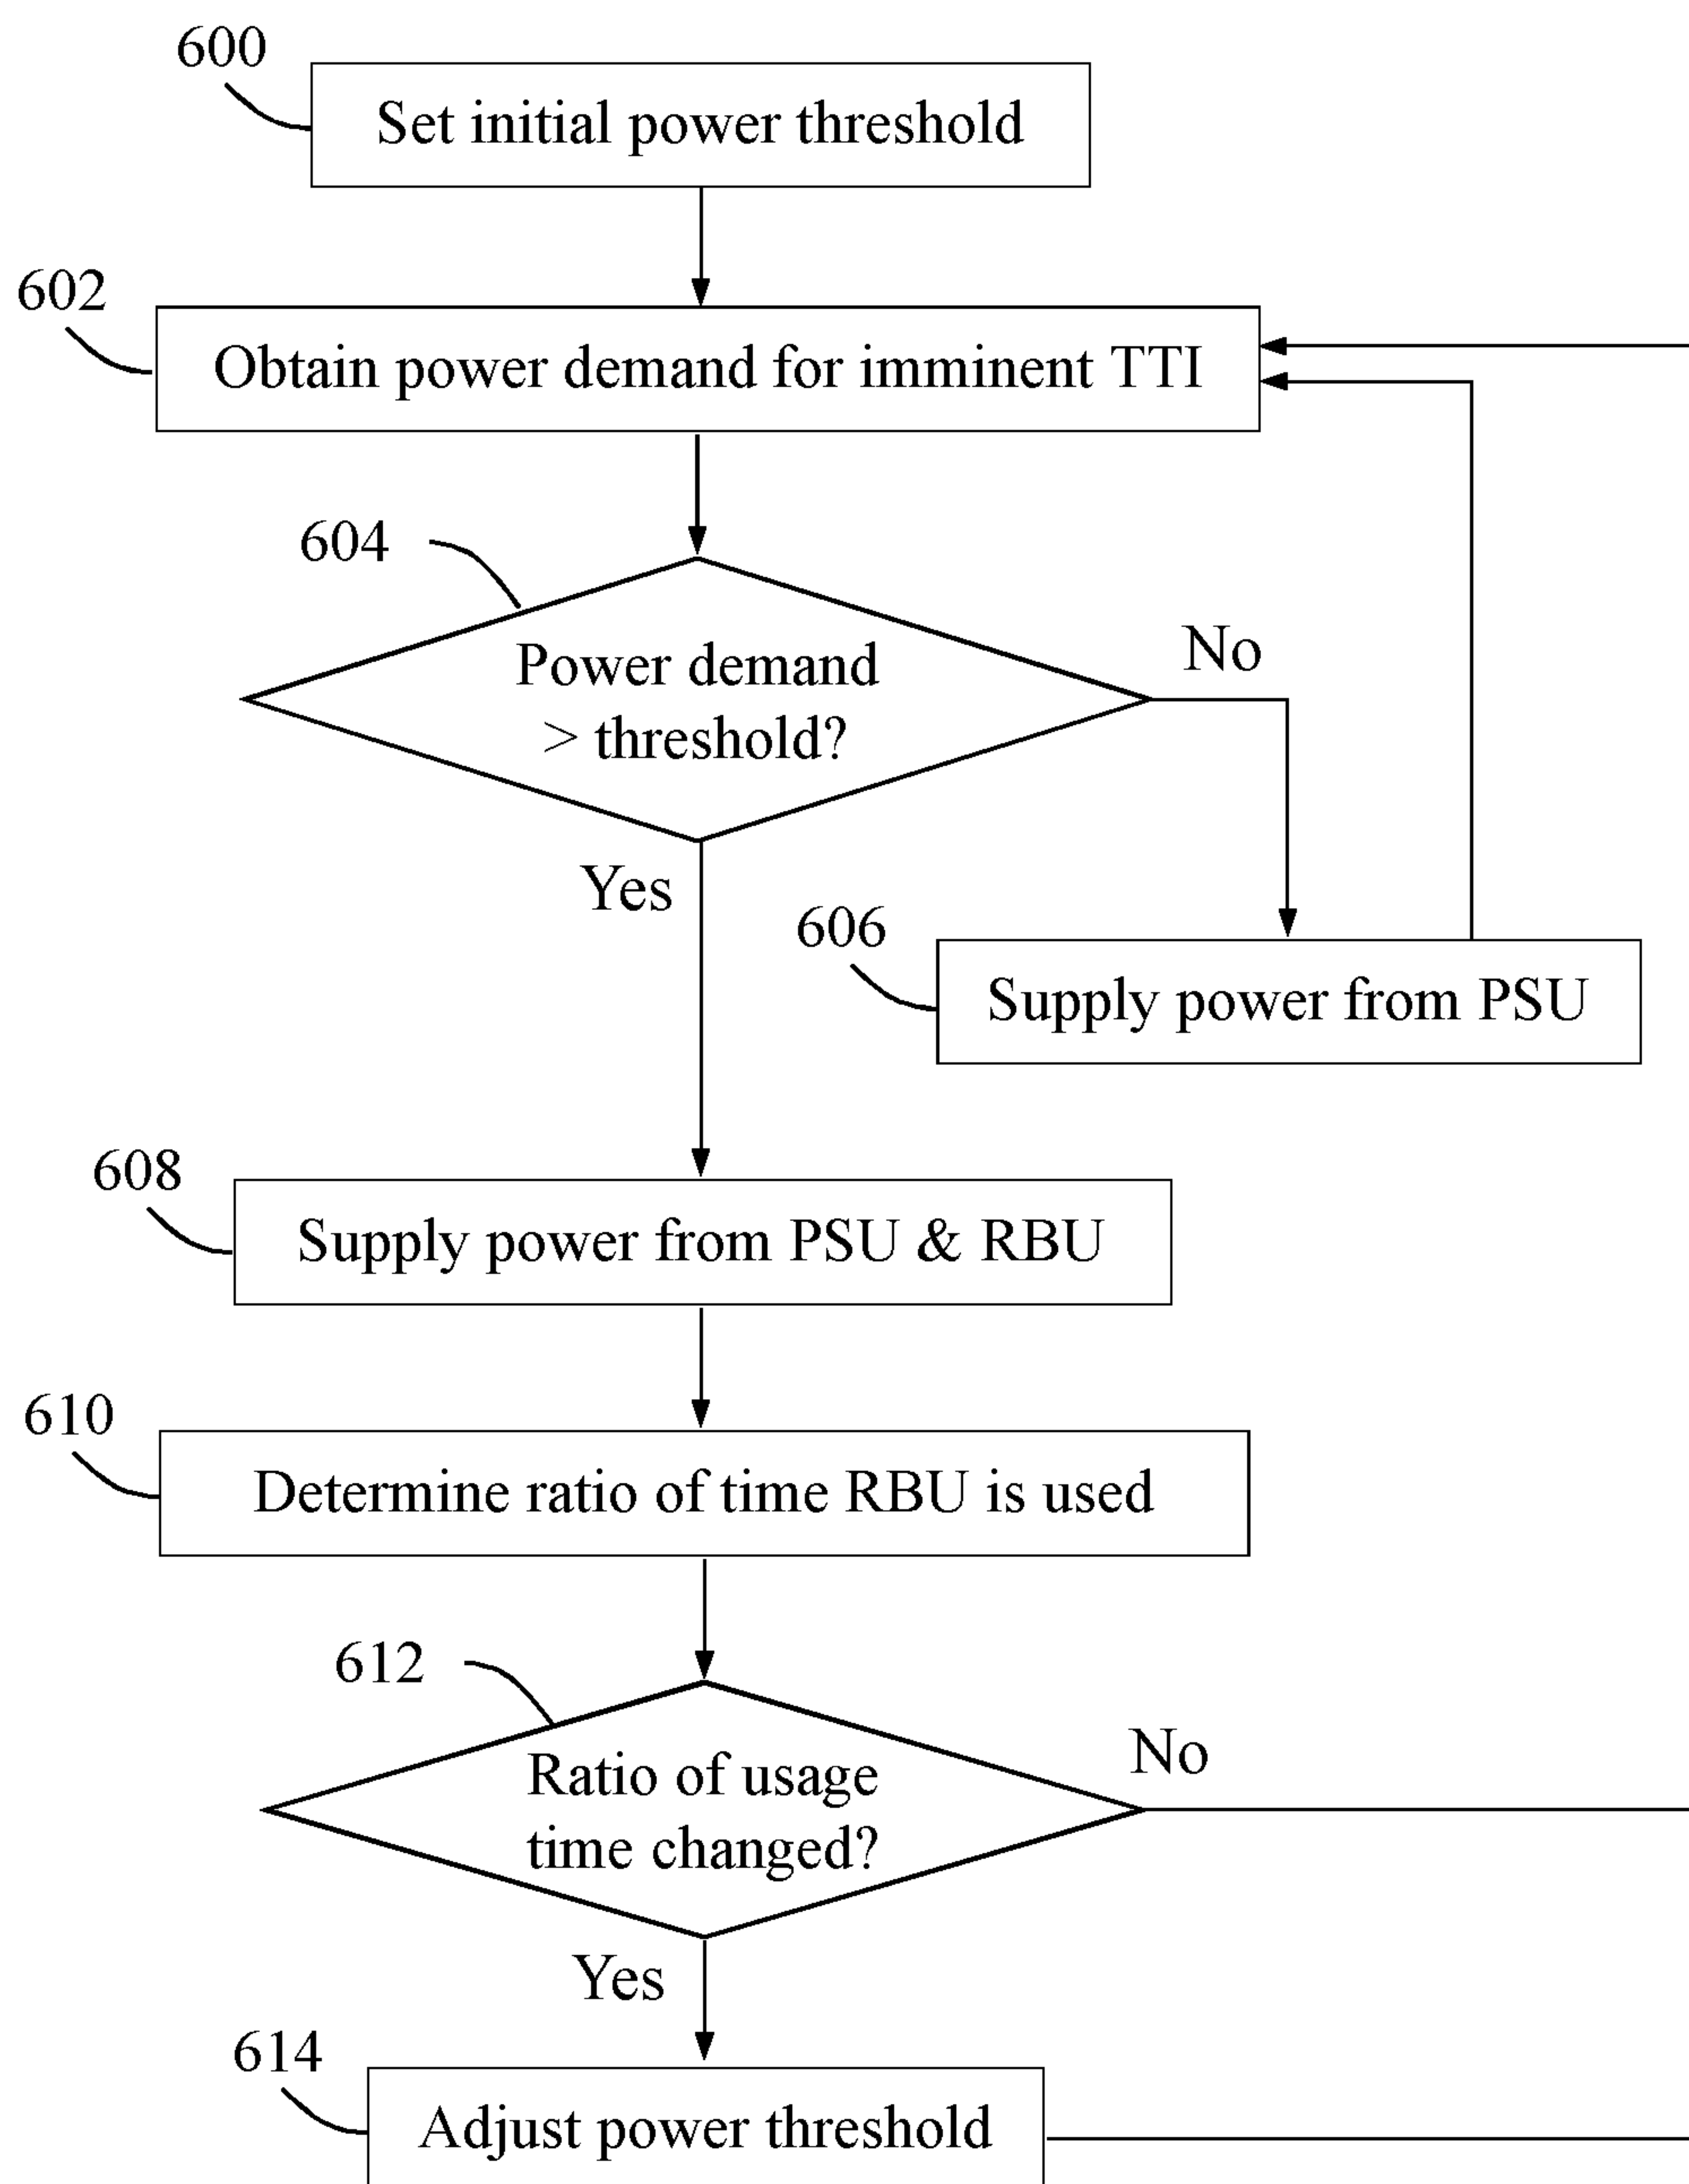 600
Set initial power threshold
602
Obtain power demand for imminent TTI
604
Power demand
> threshold?
No
Yes
606
Supply power from PSU
608
Supply power from PSU & RBU
610
Determine ratio of time RBU is used
612
Ratio of usage
time changed?
No
Yes
614
Adjust power threshold